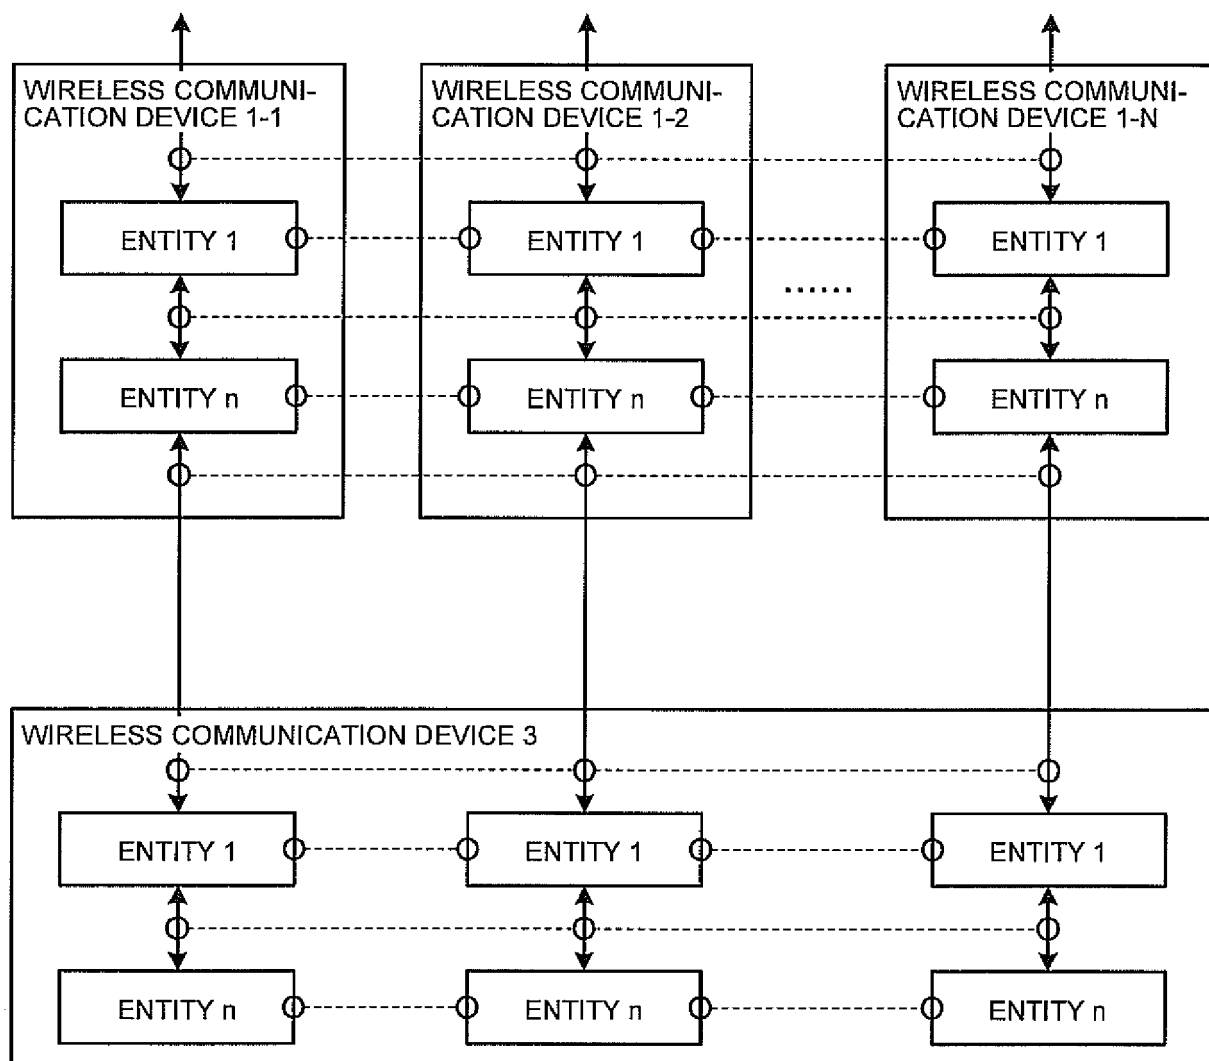 WIRELESS COMMUNI-
CATION DEVICE 1-1
WIRELESS COMMUNI-
CATION DEVICE 1-2
WIRELESS COMMUNI-
CATION DEVICE 1-N
ENTITY 1
ENTITY 1
ENTITY 1
......
ENTITY n
ENTITY n
ENTITY n
WIRELESS COMMUNICATION DEVICE 3
ENTITY 1
ENTITY 1
ENTITY 1
ENTITY n
ENTITY n
ENTITY n